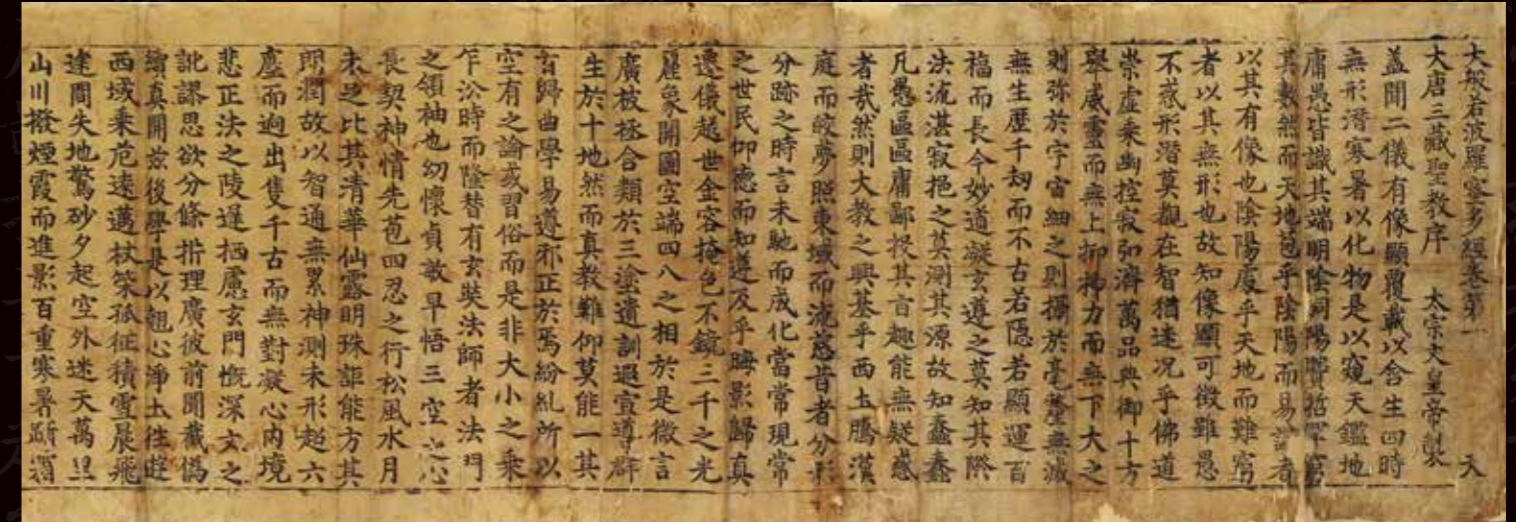 大般若波羅蜜多經卷第一 天
大唐三藏聖教序 太宗文皇帝製
盖聞二儀有像顯覆載以含生四時
無形潛寒暑以化物是以窺天鑑地
庸愚皆識其端明陰洞陽賢哲罕窮
其數然而天地苞乎陰陽而易識者
以其有像也陰陽處乎天地而難窮
者以其無形也故知像顯可徵雖愚
不惑形潛莫覩在智猶迷況乎佛道
崇虛乘幽控寂弘濟萬品典御十方
舉威靈而無上抑神力而無下大之
則弥於宇宙細之則攝於毫釐無滅
無生歷千劫而不古若隱若顯運百
福而長今妙道凝玄遵之莫知其際
法流湛寂挹之莫測其源故知蠢蠢
凡愚區區庸鄙投其旨趣能無疑惑
者哉然則大教之興基乎西土騰漢
庭而皎夢照東域而流慈昔者分形
分跡之時言未馳而成化當常現常
之世民仰德而知遵及乎晦影歸真
遷儀越世金容掩色不鏡三千之光
麗象開圖空端四八之相於是微言
廣被拯含類於三塗遺訓遐宣導群
生於十地然而真教難仰莫能一其
旨歸曲學易遵邪正於焉紛糺所以
空有之論或習俗而是非大小之乘
乍沿時而隆替有玄奘法師者法門
之領袖也幼懷貞敏早悟三空之心
長契神情先苞四忍之行松風水月
未足比其清華仙露明珠詎能方其
朗潤故以智通無累神測未形超六
塵而迥出隻千古而無對凝心內境
悲正法之陵遲栖慮玄門慨深文之
訛謬思欲分條析理廣彼前聞截僞
續真開茲後學是以翹心淨土往遊
西域乘危遠邁杖策孤征積雪晨飛
途間失地驚砂夕起空外迷天萬里
山川撥煙霞而進影百重寒暑躡霜